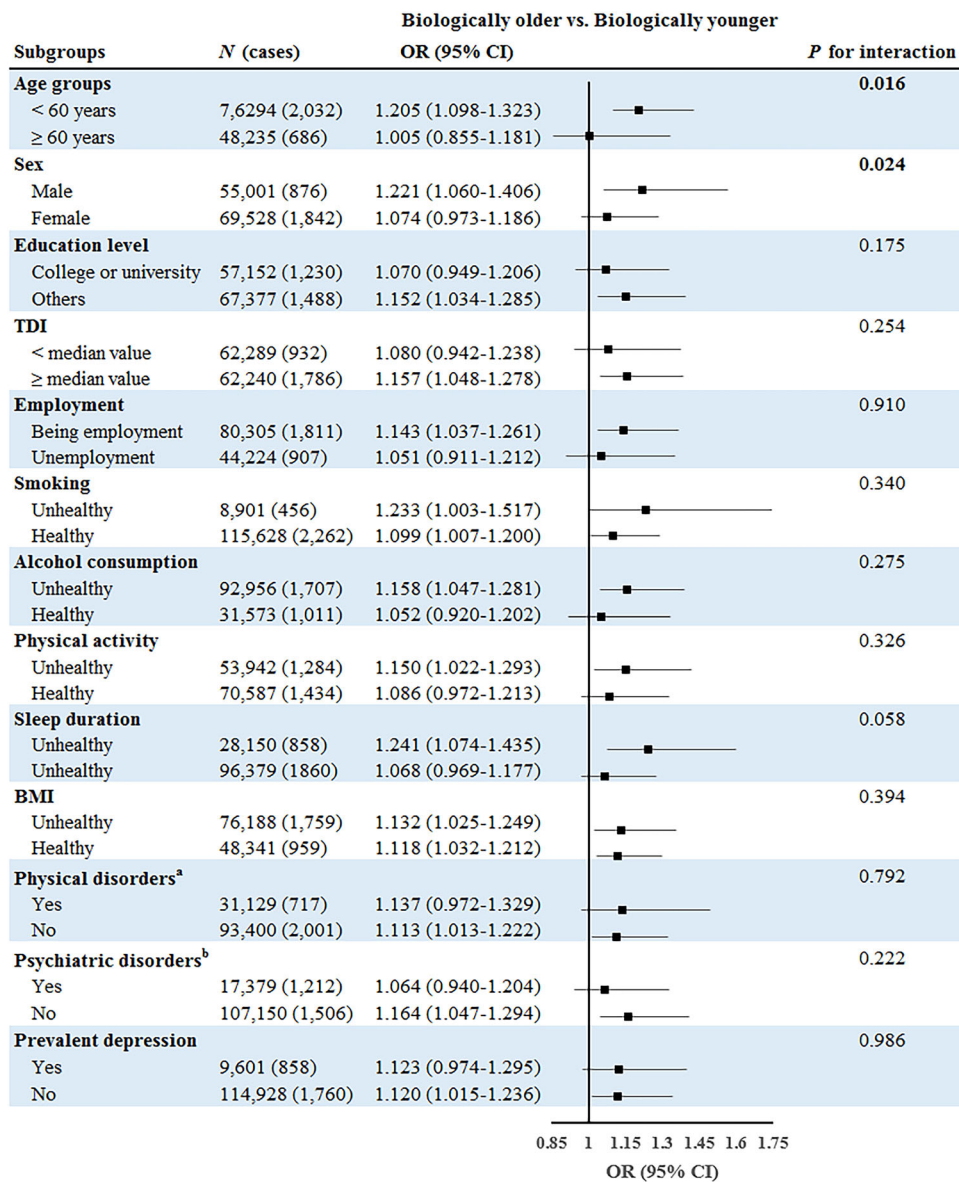 Biologically older vs. Biologically younger
Subgroups N (cases) OR (95% CI) P for interaction
Age groups 0.016
< 60 years 7,6294 (2,032) 1.205 (1.098-1.323)
≥ 60 years 48,235 (686) 1.005 (0.855-1.181)
Sex 0.024
Male 55,001 (876) 1.221 (1.060-1.406)
Female 69,528 (1,842) 1.074 (0.973-1.186)
Education level 0.175
College or university 57,152 (1,230) 1.070 (0.949-1.206)
Others 67,377 (1,488) 1.152 (1.034-1.285)
TDI 0.254
< median value 62,289 (932) 1.080 (0.942-1.238)
≥ median value 62,240 (1,786) 1.157 (1.048-1.278)
Employment 0.910
Being employment 80,305 (1,811) 1.143 (1.037-1.261)
Unemployment 44,224 (907) 1.051 (0.911-1.212)
Smoking 0.340
Unhealthy 8,901 (456) 1.233 (1.003-1.517)
Healthy 115,628 (2,262) 1.099 (1.007-1.200)
Alcohol consumption 0.275
Unhealthy 92,956 (1,707) 1.158 (1.047-1.281)
Healthy 31,573 (1,011) 1.052 (0.920-1.202)
Physical activity 0.326
Unhealthy 53,942 (1,284) 1.150 (1.022-1.293)
Healthy 70,587 (1,434) 1.086 (0.972-1.213)
Sleep duration 0.058
Unhealthy 28,150 (858) 1.241 (1.074-1.435)
Unhealthy 96,379 (1860) 1.068 (0.969-1.177)
BMI 0.394
Unhealthy 76,188 (1,759) 1.132 (1.025-1.249)
Healthy 48,341 (959) 1.118 (1.032-1.212)
Physical disordersᵃ 0.792
Yes 31,129 (717) 1.137 (0.972-1.329)
No 93,400 (2,001) 1.113 (1.013-1.222)
Psychiatric disordersᵇ 0.222
Yes 17,379 (1,212) 1.064 (0.940-1.204)
No 107,150 (1,506) 1.164 (1.047-1.294)
Prevalent depression 0.986
Yes 9,601 (858) 1.123 (0.974-1.295)
No 114,928 (1,760) 1.120 (1.015-1.236)
0.85 1 1.15 1.3 1.45 1.6 1.75
OR (95% CI)